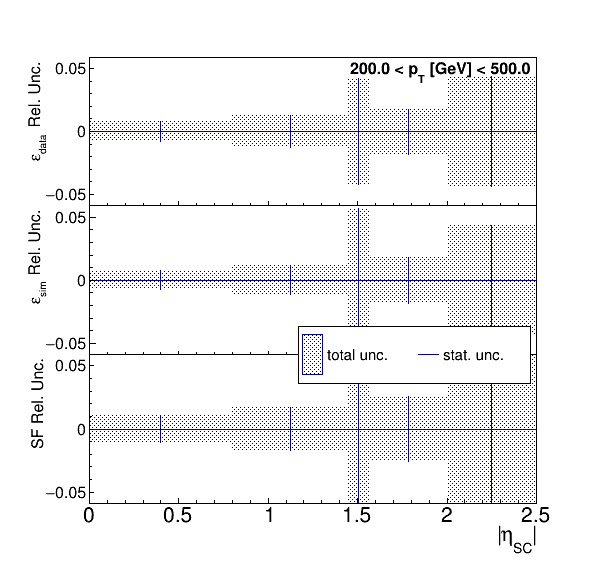 200.0 < p_T [GeV] < 500.0
ε_data Rel. Unc.
0.05
0
−0.05
ε_sim Rel. Unc.
0.05
0
−0.05
total unc.
stat. unc.
SF Rel. Unc.
0.05
0
−0.05
0 0.5 1 1.5 2 2.5
|η_SC|